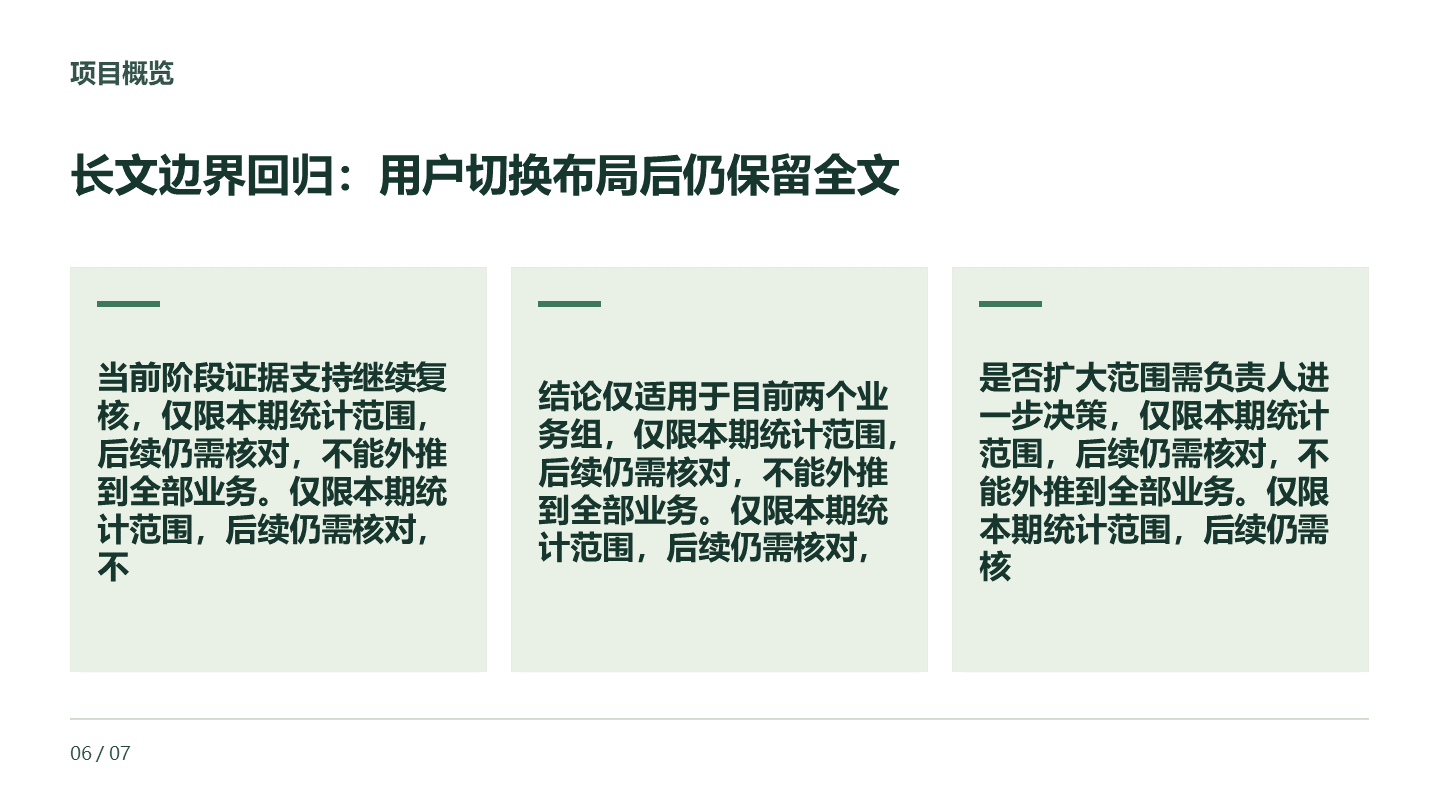 项目概览
长文边界回归：用户切换布局后仍保留全文
当前阶段证据支持继续复
核，仅限本期统计范围，
后续仍需核对，不能外推
到全部业务。仅限本期统
计范围，后续仍需核对，
不
结论仅适用于目前两个业
务组，仅限本期统计范围，
后续仍需核对，不能外推
到全部业务。仅限本期统
计范围，后续仍需核对，
是否扩大范围需负责人进
一步决策，仅限本期统计
范围，后续仍需核对，不
能外推到全部业务。仅限
本期统计范围，后续仍需
核
06 / 07